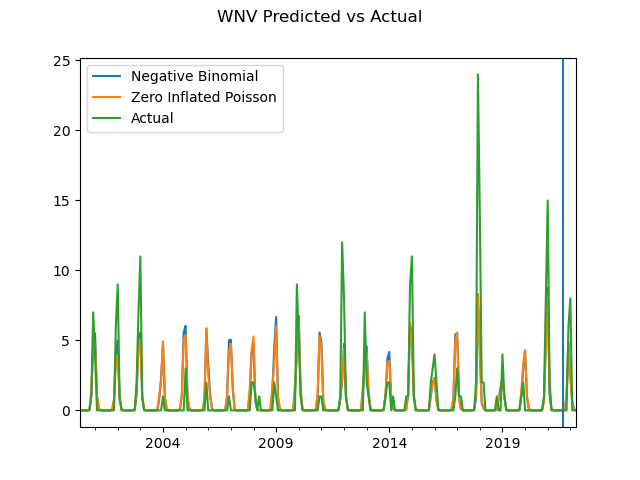 WNV Predicted vs Actual
25
20
15
10
5
0
Negative Binomial
Zero Inflated Poisson
Actual
2004
2009
2014
2019